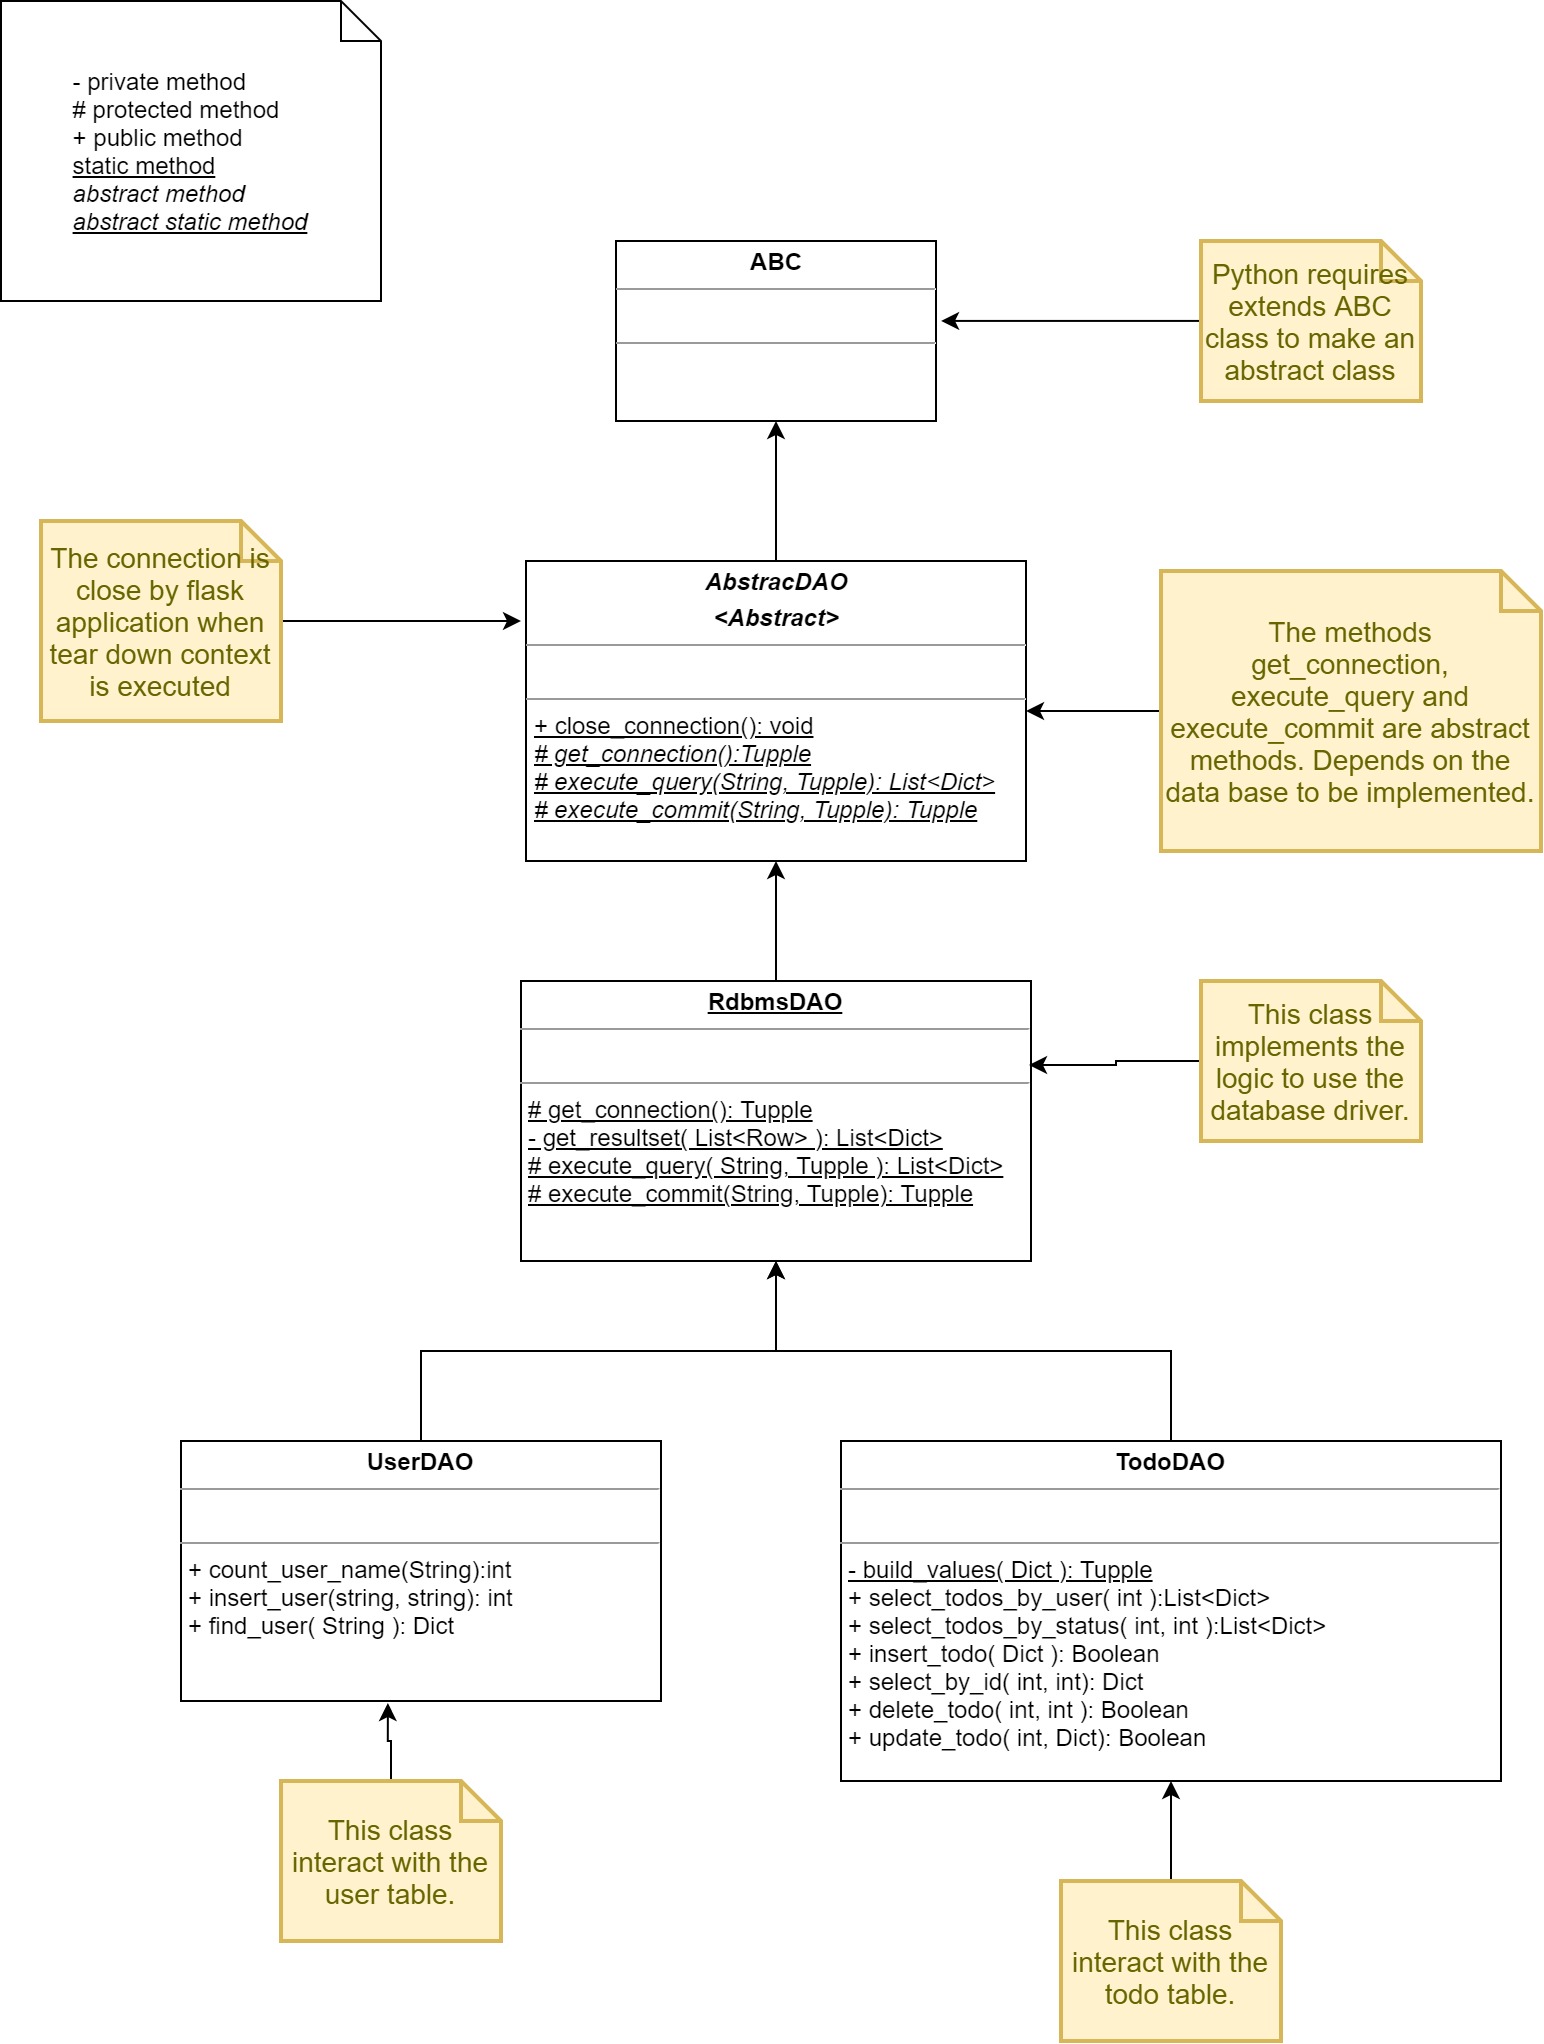 - private method
# protected method
+ public method
static method
abstract method
abstract static method
ABC
Python requires
extends ABC
class to make an
abstract class
The connection is
close by flask
application when
tear down context
is executed
AbstracDAO
<Abstract>
+ close_connection(): void
# get_connection():Tupple
# execute_query(String, Tupple): List<Dict>
# execute_commit(String, Tupple): Tupple
The methods
get_connection,
execute_query and
execute_commit are abstract
methods. Depends on the
data base to be implemented.
RdbmsDAO
# get_connection(): Tupple
- get_resultset( List<Row> ): List<Dict>
# execute_query( String, Tupple ): List<Dict>
# execute_commit(String, Tupple): Tupple
This class
implements the
logic to use the
database driver.
UserDAO
+ count_user_name(String):int
+ insert_user(string, string): int
+ find_user( String ): Dict
TodoDAO
- build_values( Dict ): Tupple
+ select_todos_by_user( int ):List<Dict>
+ select_todos_by_status( int, int ):List<Dict>
+ insert_todo( Dict ): Boolean
+ select_by_id( int, int): Dict
+ delete_todo( int, int ): Boolean
+ update_todo( int, Dict): Boolean
This class
interact with the
user table.
This class
interact with the
todo table.